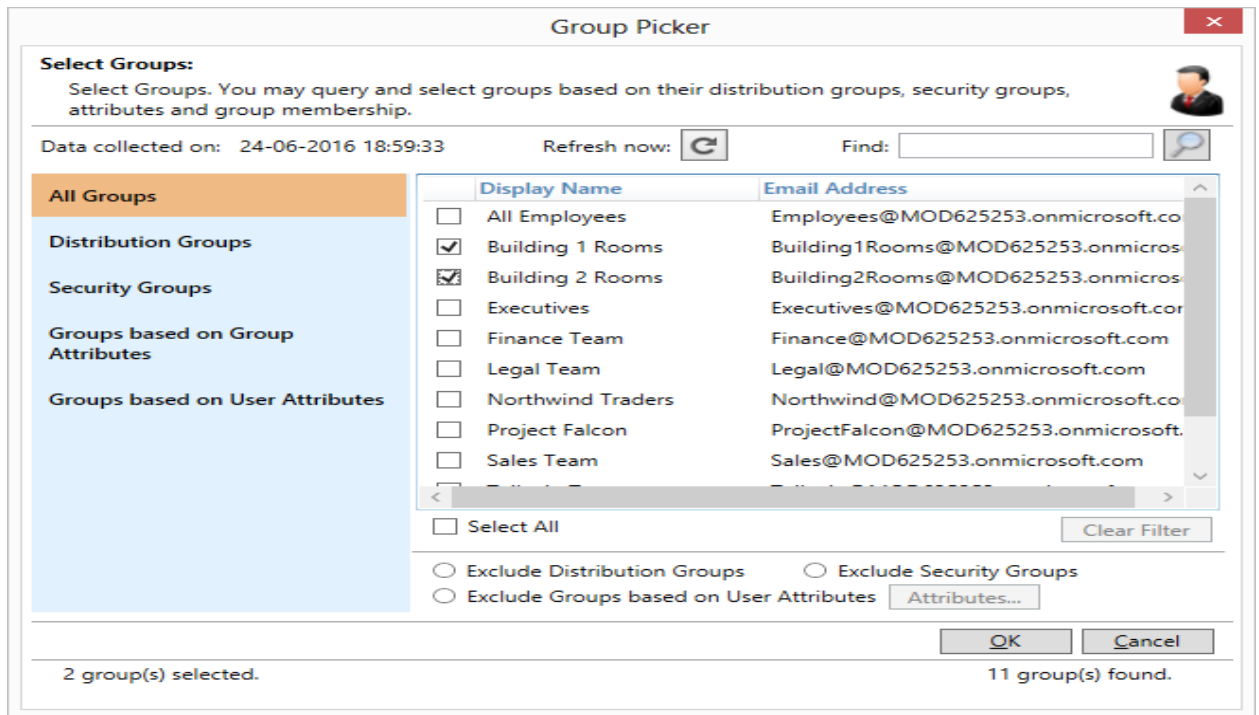 Group Picker
Select Groups:
Select Groups. You may query and select groups based on their distribution groups, security groups,
attributes and group membership.
Data collected on: 24-06-2016 18:59:33 Refresh now: Find:
All Groups
Distribution Groups
Security Groups
Groups based on Group
Attributes
Groups based on User Attributes
Display Name Email Address
All Employees Employees@MOD625253.onmicrosoft.co
Building 1 Rooms Building1Rooms@MOD625253.onmicros
Building 2 Rooms Building2Rooms@MOD625253.onmicros
Executives Executives@MOD625253.onmicrosoft.cor
Finance Team Finance@MOD625253.onmicrosoft.com
Legal Team Legal@MOD625253.onmicrosoft.com
Northwind Traders Northwind@MOD625253.onmicrosoft.co
Project Falcon ProjectFalcon@MOD625253.onmicrosoft.
Sales Team Sales@MOD625253.onmicrosoft.com
Select All Clear Filter
Exclude Distribution Groups Exclude Security Groups
Exclude Groups based on User Attributes Attributes...
OK Cancel
2 group(s) selected. 11 group(s) found.